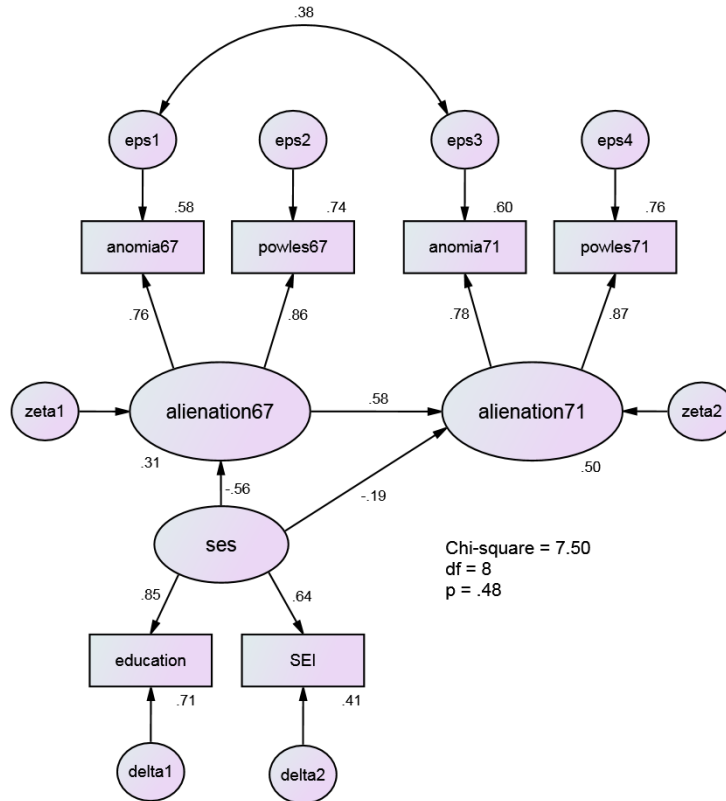 .38
eps1
eps2
eps3
eps4
.58
.74
.60
.76
anomia67
powles67
anomia71
powles71
.76
.86
.78
.87
zeta1
alienation67
.58
alienation71
zeta2
.31
.50
-.56
-.19
ses
Chi-square = 7.50
df = 8
p = .48
.85
.64
education
SEI
.71
.41
delta1
delta2